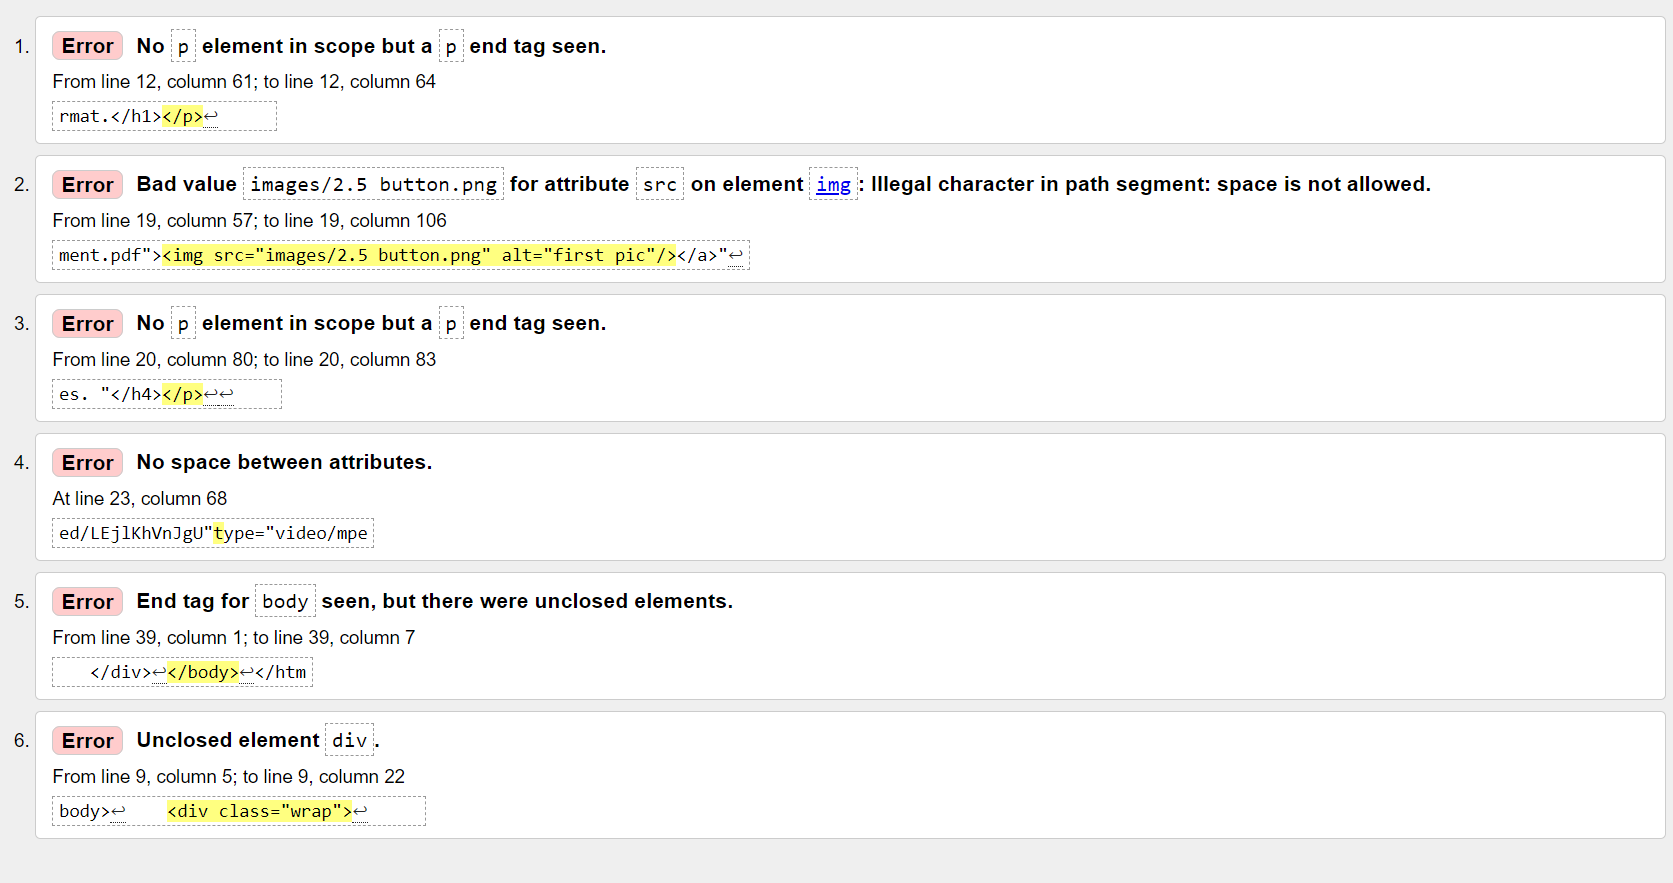 1. Error No p element in scope but a p end tag seen.
From line 12, column 61; to line 12, column 64
rmat.</h1></p>↩
2. Error Bad value images/2.5 button.png for attribute src on element img: Illegal character in path segment: space is not allowed.
From line 19, column 57; to line 19, column 106
ment.pdf"><img src="images/2.5 button.png" alt="first pic"/></a>"↩
3. Error No p element in scope but a p end tag seen.
From line 20, column 80; to line 20, column 83
es. "</h4></p>↩↩
4. Error No space between attributes.
At line 23, column 68
ed/LEjlKhVnJgU"type="video/mpe
5. Error End tag for body seen, but there were unclosed elements.
From line 39, column 1; to line 39, column 7
</div>↩</body>↩</htm
6. Error Unclosed element div.
From line 9, column 5; to line 9, column 22
body>↩ <div class="wrap">↩